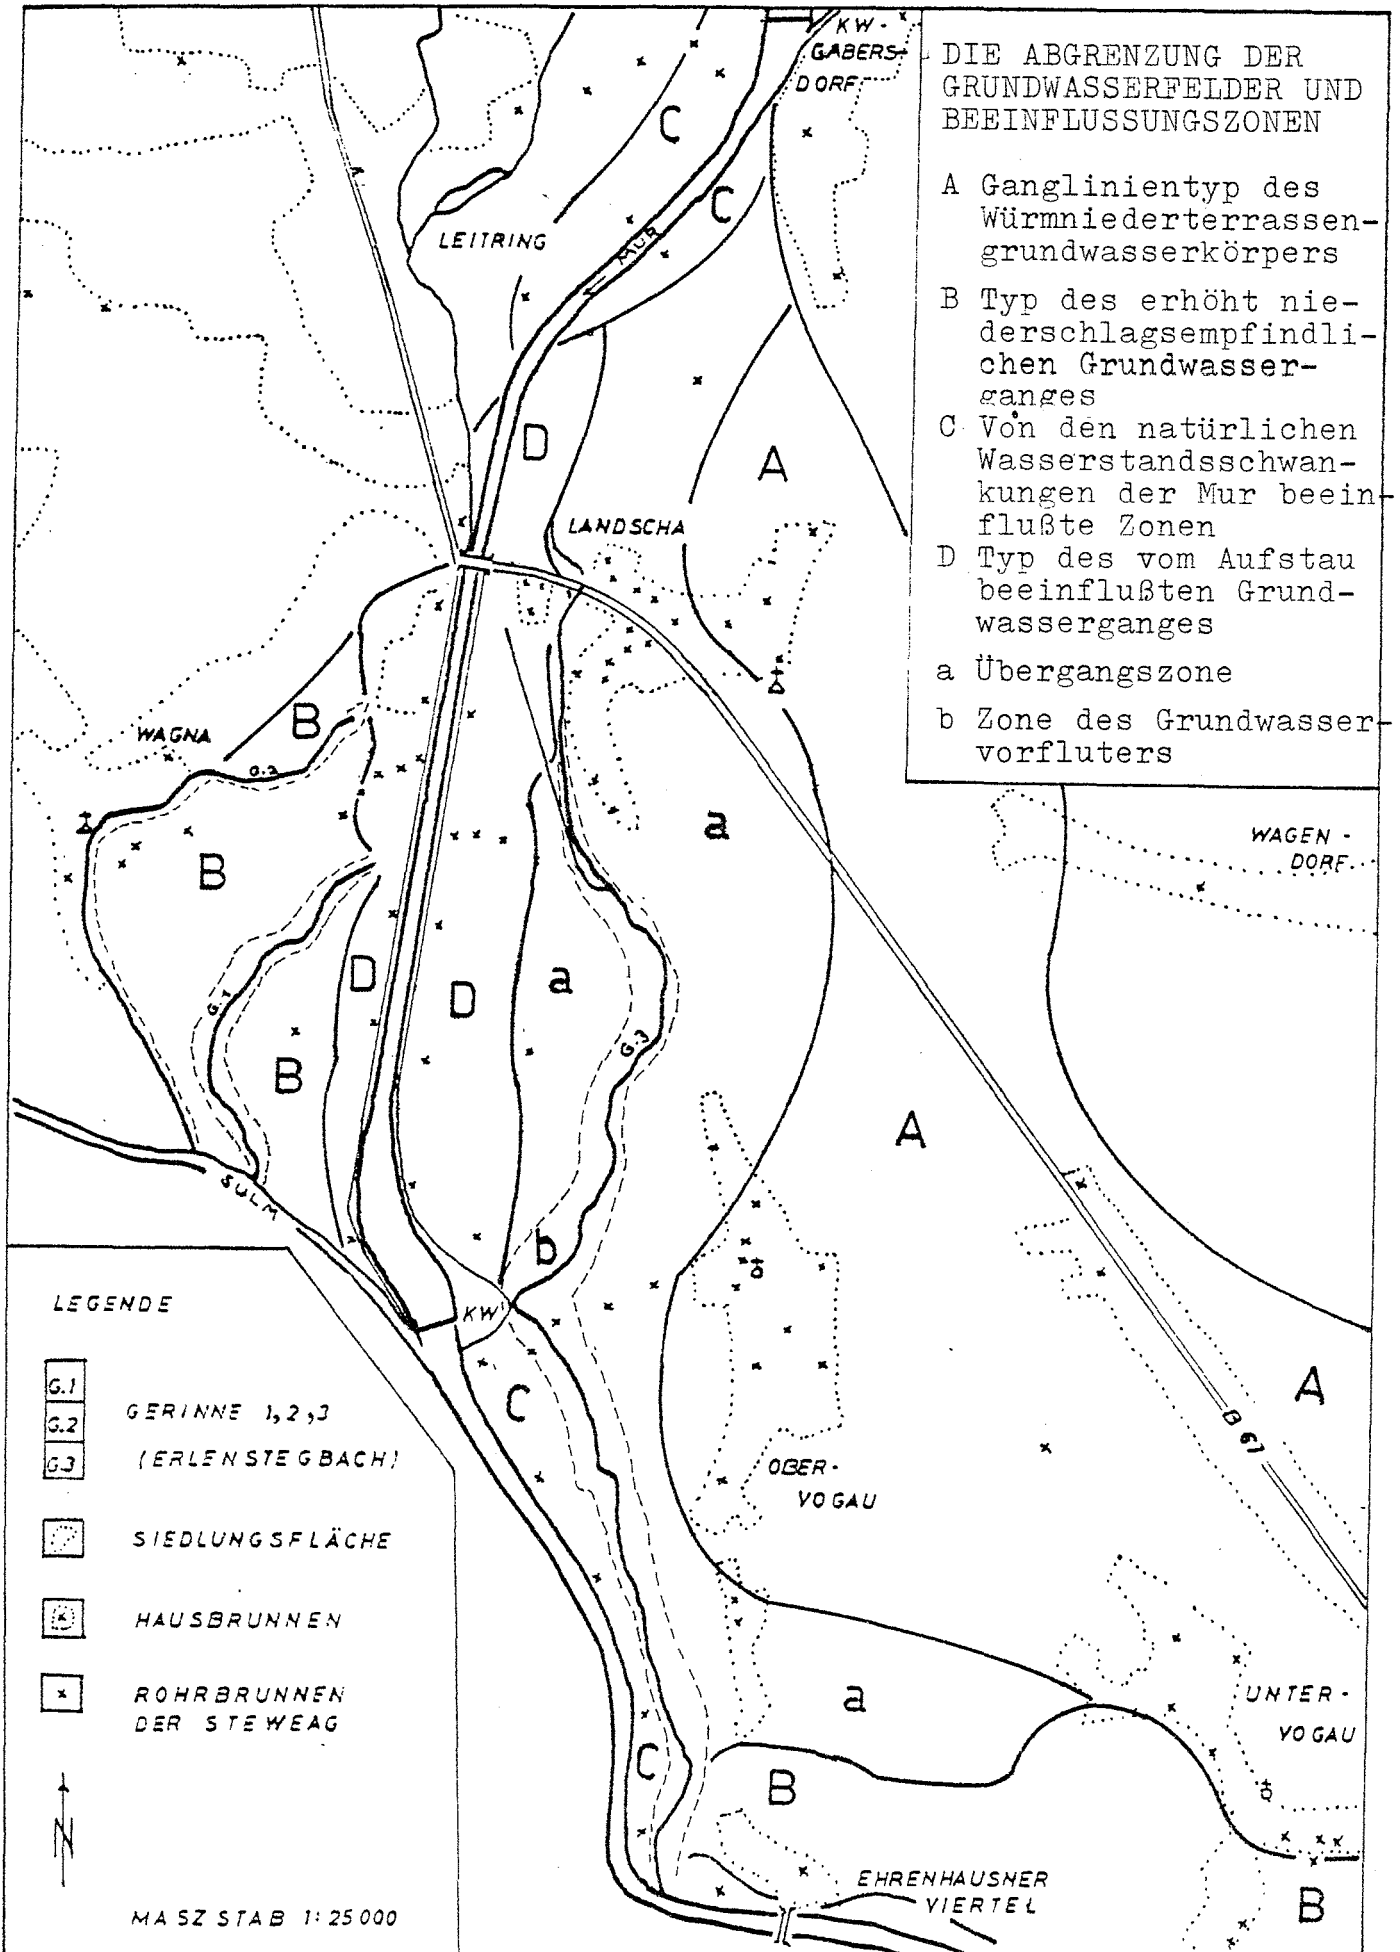 DIE ABGRENZUNG DER
GRUNDWASSERFELDER UND
BEEINFLUSSUNGSZONEN
A Ganglinientyp des
Würmniederterrassen-
grundwasserkörpers
B Typ des erhöht nie-
derschlagsempfindli-
chen Grundwasser-
ganges
C Von den natürlichen
Wasserstandsschwan-
kungen der Mur beein-
flußte Zonen
D Typ des vom Aufstau
beeinflußten Grund-
wasserganges
a Übergangszone
b Zone des Grundwasser-
vorfluters
KW-
GABERS-
DORF
C
C
LEITRING
MUR
D
A
LANDSCHA
B
WAGNA
G.2
a
WAGEN-
DORF
B
D
D
a
G.1
G.3
B
A
SULM
b
KW
C
A
B 67
OBER-
VOGAU
a
UNTER-
VOGAU
C
B
EHRENHAUSNER
VIERTEL
B
LEGENDE
G.1
G.2
G.3
GERINNE 1,2,3
(ERLENSTEGBACH)
SIEDLUNGSFLÄCHE
HAUSBRUNNEN
ROHRBRUNNEN
DER STEWEAG
N
MASZSTAB 1:25000